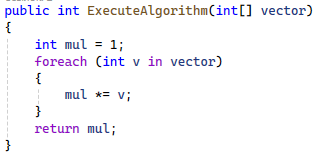 public int ExecuteAlgorithm(int[] vector)
{
    int mul = 1;
    foreach (int v in vector)
    {
        mul *= v;
    }
    return mul;
}